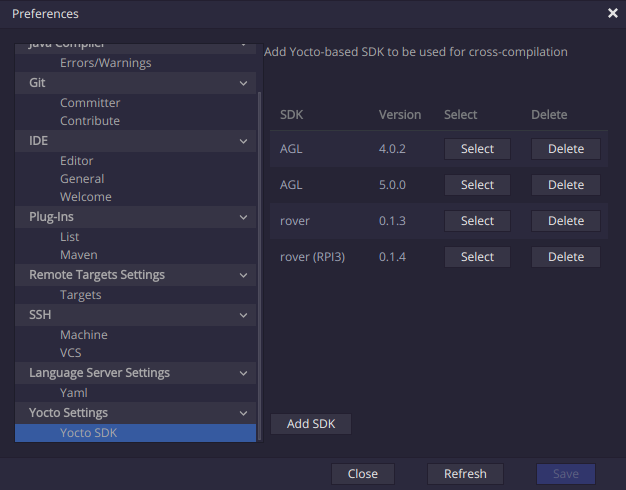 Preferences
Java Compiler
Errors/Warnings
Git
Committer
Contribute
IDE
Editor
General
Welcome
Plug-Ins
List
Maven
Remote Targets Settings
Targets
SSH
Machine
VCS
Language Server Settings
Yaml
Yocto Settings
Yocto SDK
Add Yocto-based SDK to be used for cross-compilation
SDK Version Select Delete
AGL 4.0.2 Select Delete
AGL 5.0.0 Select Delete
rover 0.1.3 Select Delete
rover (RPI3) 0.1.4 Select Delete
Add SDK
Close Refresh Save